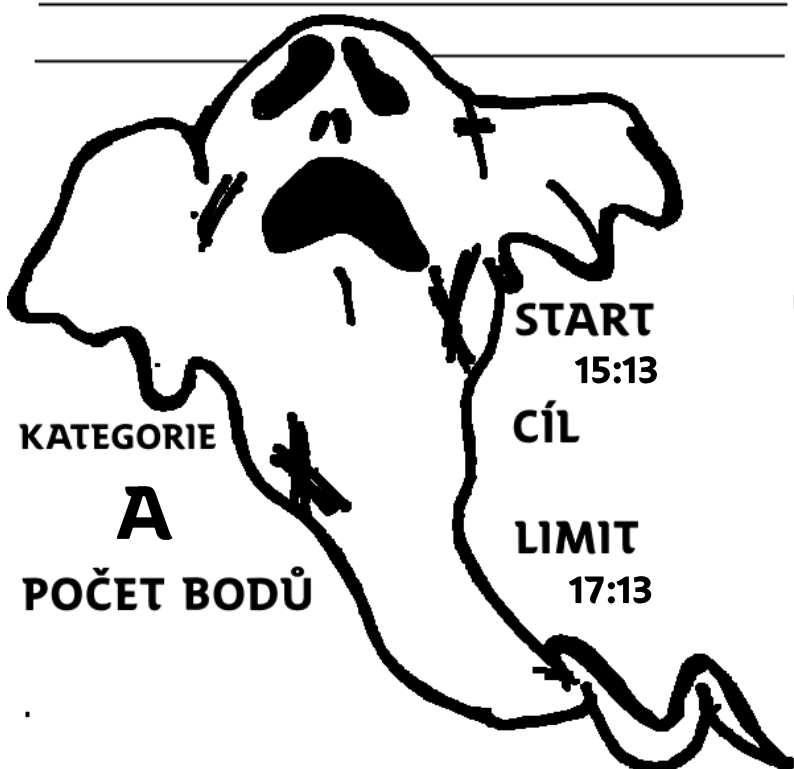 START
15:13
CÍL
KATEGORIE
A
LIMIT
17:13
POČET BODŮ